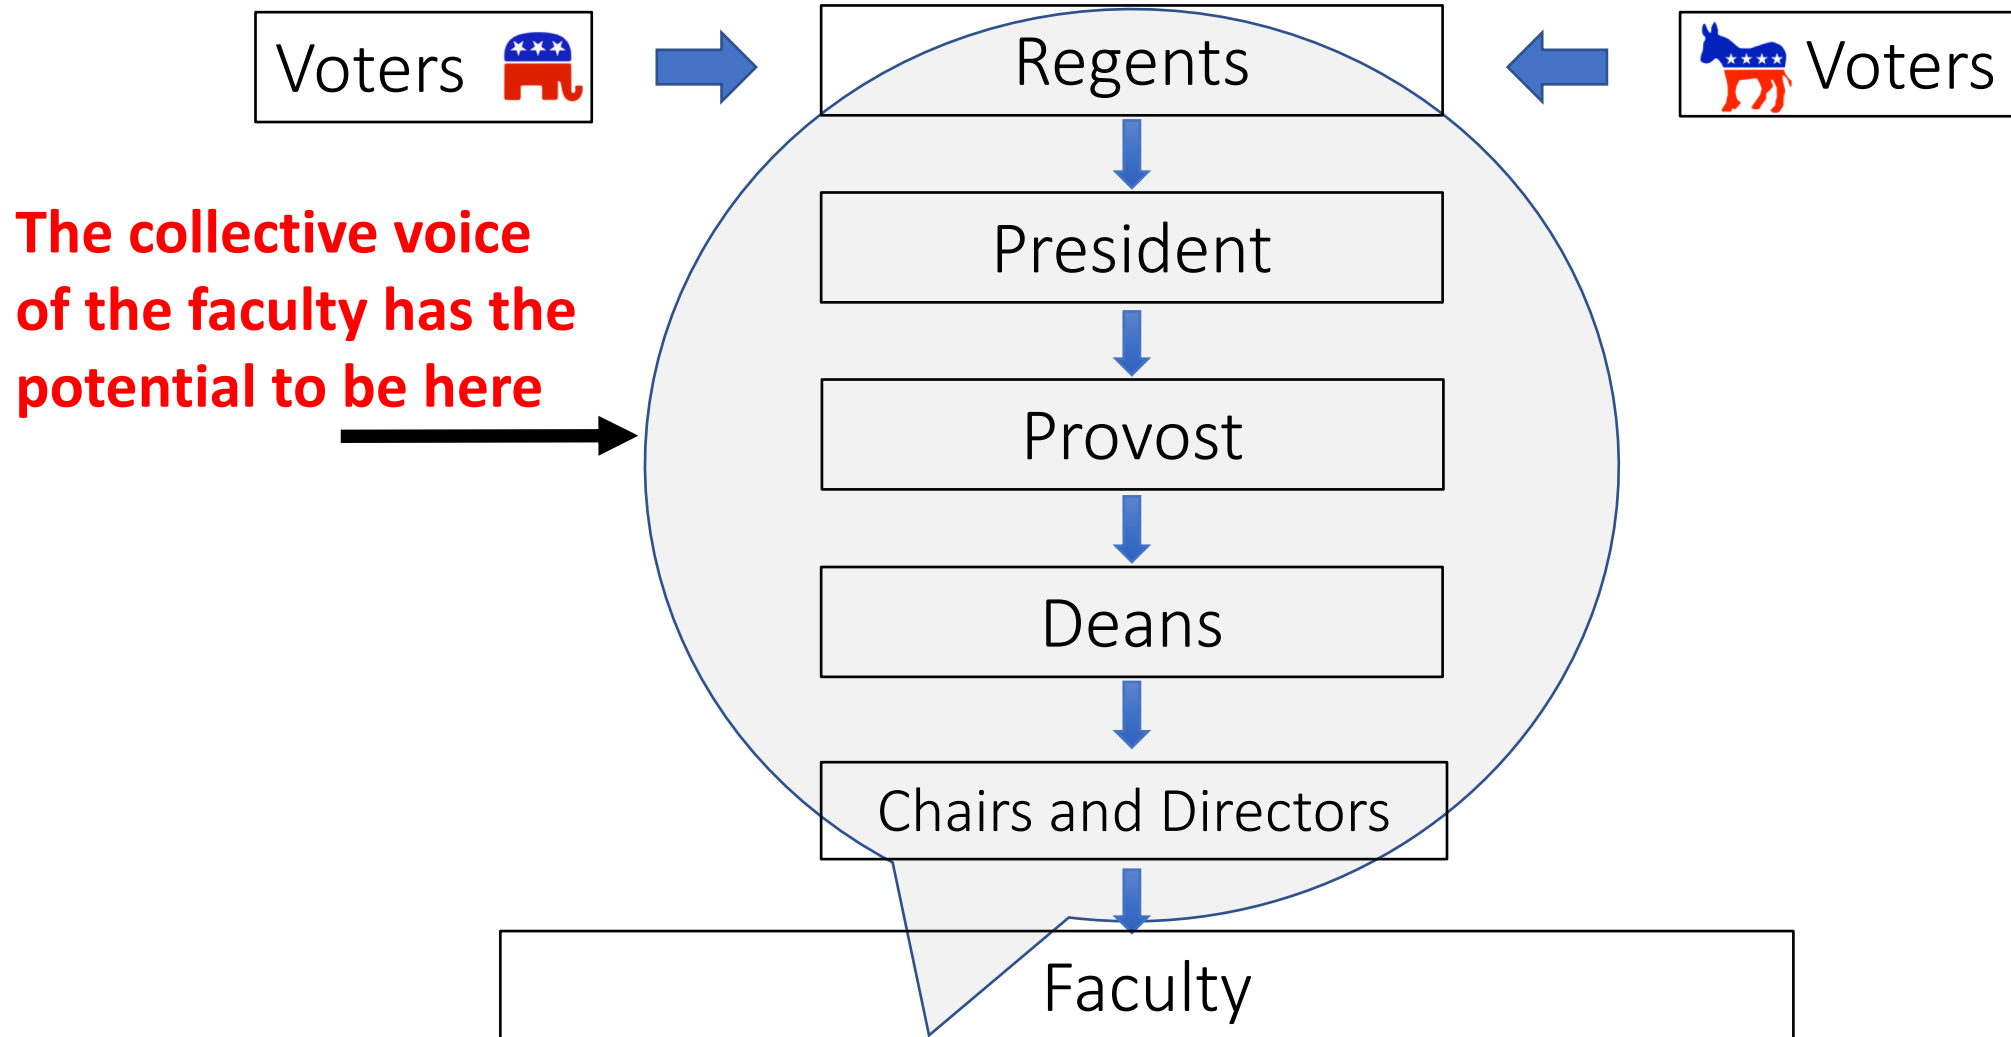 Voters
Regents
Voters
The collective voice
of the faculty has the
potential to be here
President
Provost
Deans
Chairs and Directors
Faculty